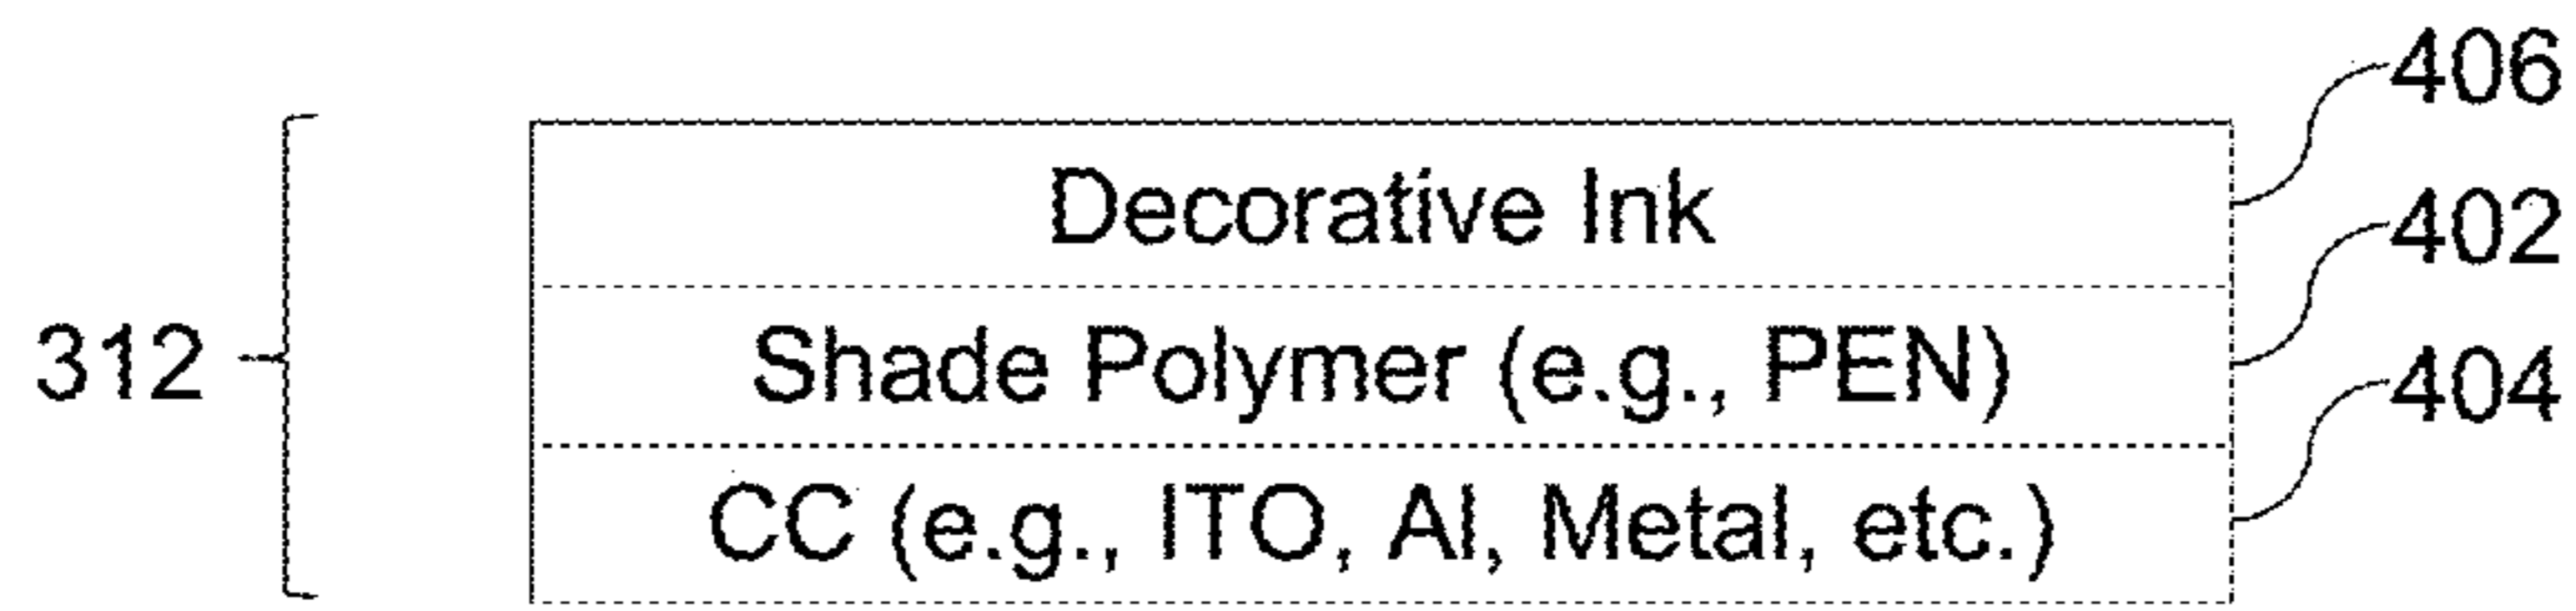 406
Decorative Ink
402
312
Shade Polymer (e.g., PEN)
404
CC (e.g., ITO, Al, Metal, etc.)